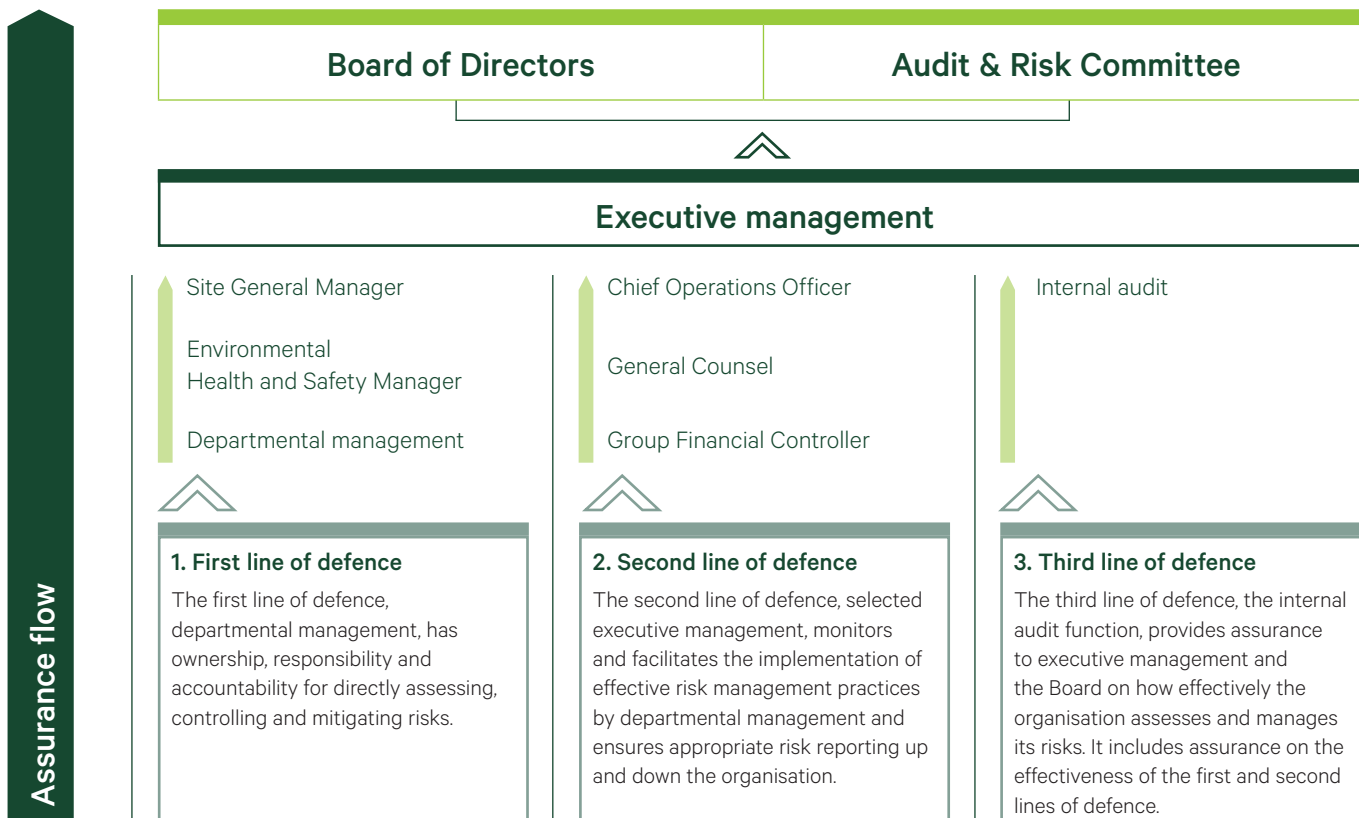 Board of Directors
Audit & Risk Committee
Executive management
Site General Manager
Environmental
Health and Safety Manager
Departmental management
1. First line of defence
The first line of defence,
departmental management, has
ownership, responsibility and
accountability for directly assessing,
controlling and mitigating risks.
Chief Operations Officer
General Counsel
Group Financial Controller
2. Second line of defence
The second line of defence, selected
executive management, monitors
and facilitates the implementation of
effective risk management practices
by departmental management and
ensures appropriate risk reporting up
and down the organisation.
Internal audit
3. Third line of defence
The third line of defence, the internal
audit function, provides assurance
to executive management and
the Board on how effectively the
organisation assesses and manages
its risks. It includes assurance on the
effectiveness of the first and second
lines of defence.
Assurance flow